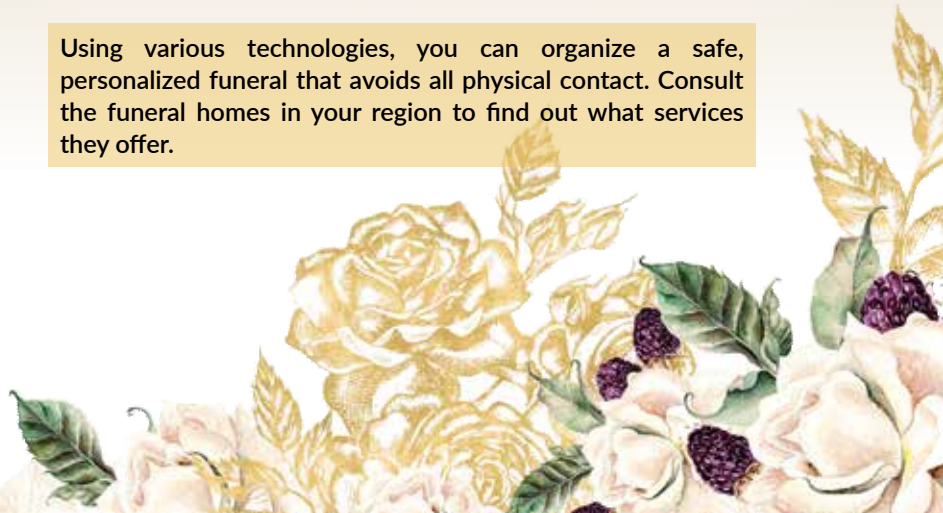 Using various technologies, you can organize a safe,
personalized funeral that avoids all physical contact. Consult
the funeral homes in your region to find out what services
they offer.